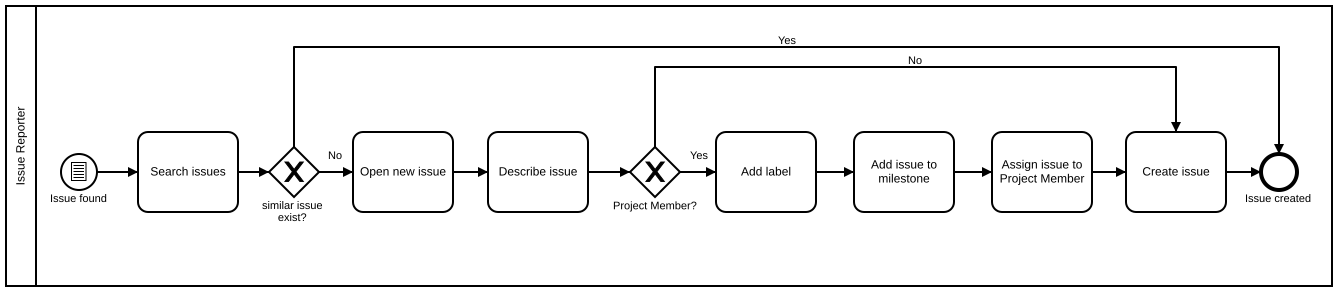 Issue Reporter
Issue found
Search issues
similar issue
exist?
Yes
No
Open new issue
Describe issue
Project Member?
No
Yes
Add label
Add issue to
milestone
Assign issue to
Project Member
Create issue
Issue created